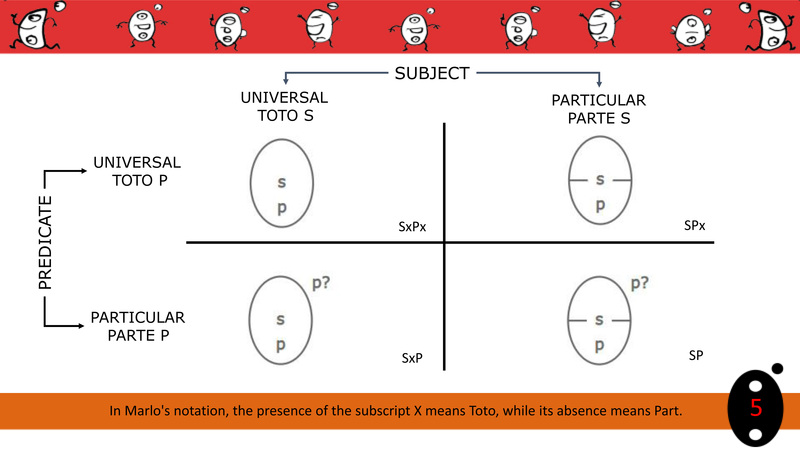 SUBJECT
UNIVERSAL
TOTO S
PARTICULAR
PARTE S
PREDICATE
UNIVERSAL
TOTO P
s
p
SxPx
s
p
SPx
PARTICULAR
PARTE P
p?
s
p
SxP
p?
s
p
SP
In Marlo's notation, the presence of the subscript X means Toto, while its absence means Part.
5